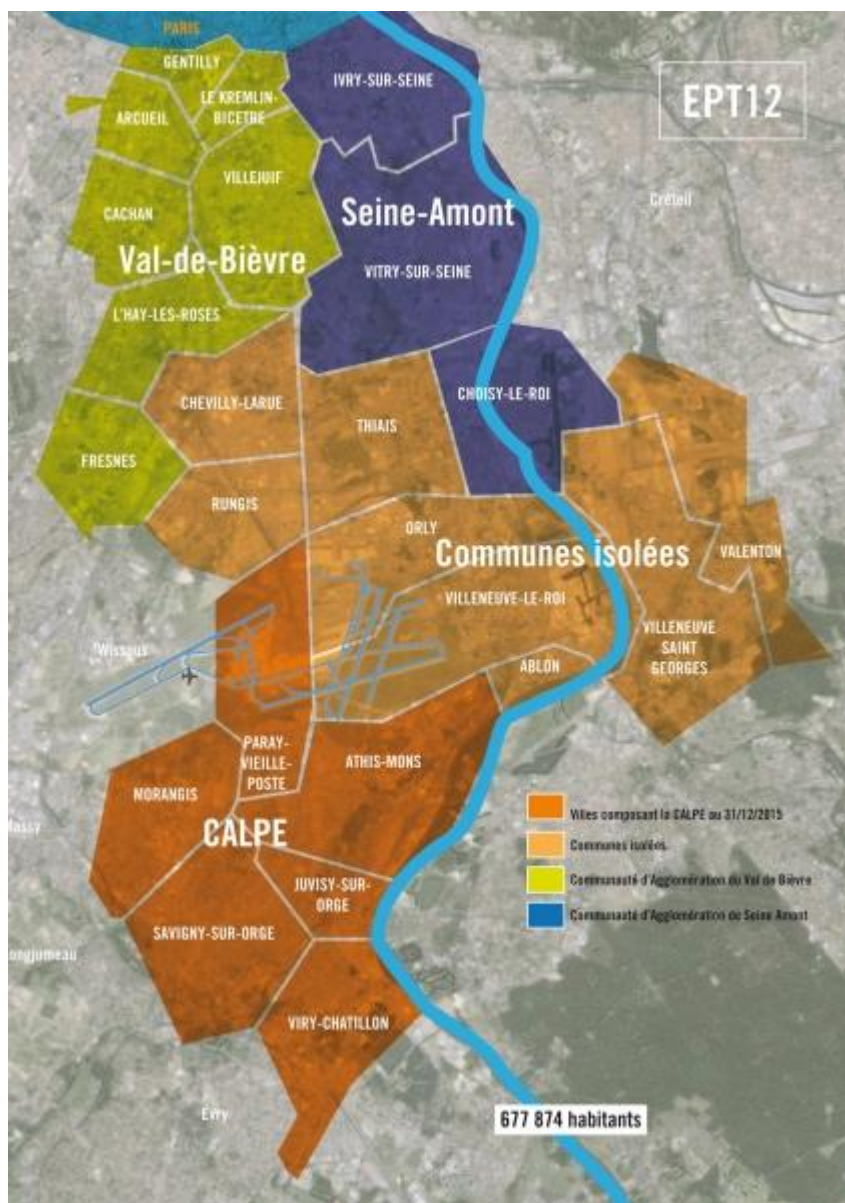 PARIS
GENTILLY
IVRY-SUR-SEINE
LE KREMLIN-
BICETRE
EPT12
ARCUEIL
VILLEJUIF
Créteil
CACHAN
Seine-Amont
Val-de-Bièvre
VITRY-SUR-SEINE
L'HAY-LES-ROSES
CHEVILLY-LARUE
CHOISY-LE-ROI
THIAIS
FRESNES
RUNGIS
ORLY
Communes isolées
VALENTON
VILLENEUVE-LE-ROI
VILLENEUVE
SAINT
GEORGES
Wissous
ABLON
PARAY-
VIEILLE-
POSTE
ATHIS-MONS
MORANGIS
CALPE
Villes composant la CALPE au 31/12/2015
Communes isolées
Communauté d'Agglomération du Val de Bièvre
Communauté d'Agglomération de Seine Amont
JUVISY-SUR-
ORGE
SAVIGNY-SUR-ORGE
ongjumeau
VIRY-CHATILLON
Evry
677 874 habitants